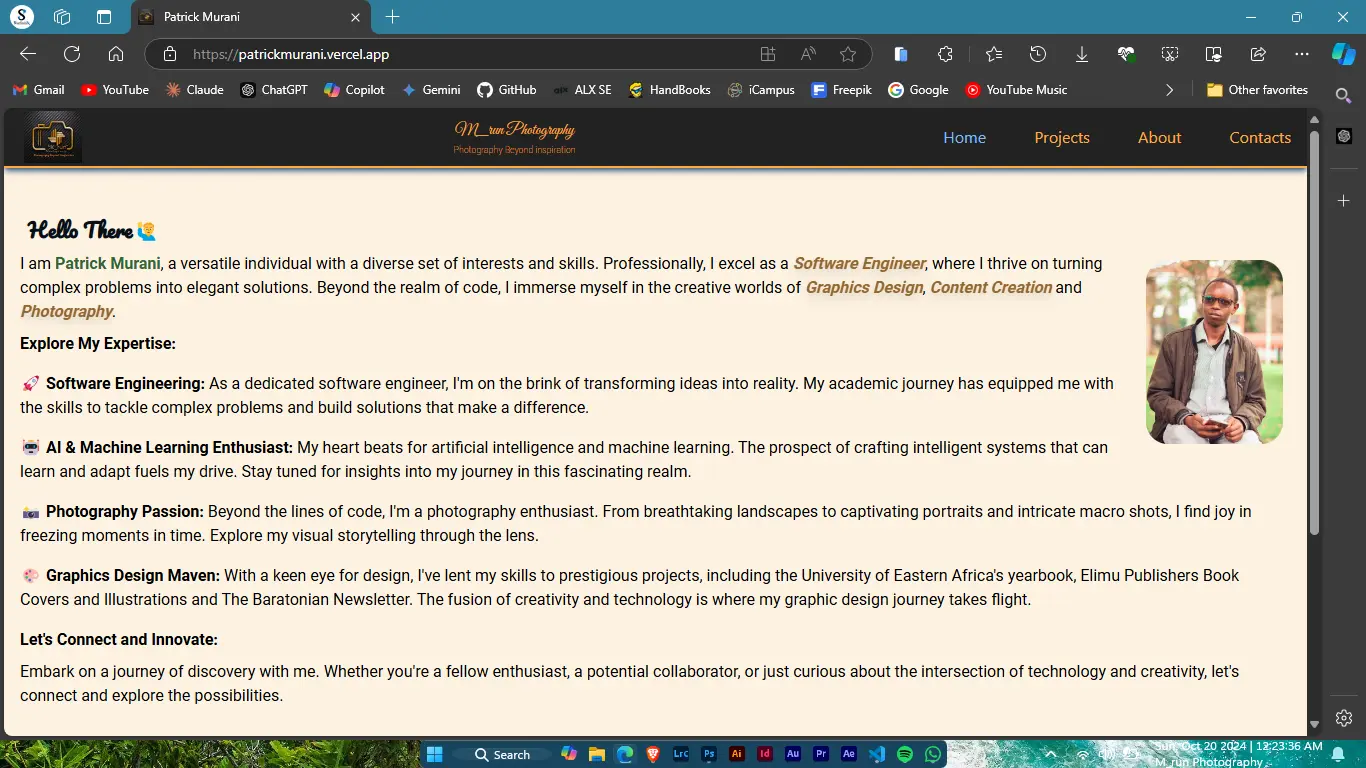 Patrick Murani
https://patrickmurani.vercel.app
Gmail YouTube Claude ChatGPT Copilot Gemini GitHub ALX SE HandBooks iCampus Freepik Google YouTube Music Other favorites
M_run Photography
Photography Beyond inspiration
Home Projects About Contacts
Hello There
I am Patrick Murani, a versatile individual with a diverse set of interests and skills. Professionally, I excel as a Software Engineer, where I thrive on turning
complex problems into elegant solutions. Beyond the realm of code, I immerse myself in the creative worlds of Graphics Design, Content Creation and
Photography.
Explore My Expertise:
🚀 Software Engineering: As a dedicated software engineer, I'm on the brink of transforming ideas into reality. My academic journey has equipped me with
the skills to tackle complex problems and build solutions that make a difference.
🤖 AI & Machine Learning Enthusiast: My heart beats for artificial intelligence and machine learning. The prospect of crafting intelligent systems that can
learn and adapt fuels my drive. Stay tuned for insights into my journey in this fascinating realm.
📷 Photography Passion: Beyond the lines of code, I'm a photography enthusiast. From breathtaking landscapes to captivating portraits and intricate macro shots, I find joy in
freezing moments in time. Explore my visual storytelling through the lens.
🎨 Graphics Design Maven: With a keen eye for design, I've lent my skills to prestigious projects, including the University of Eastern Africa's yearbook, Elimu Publishers Book
Covers and Illustrations and The Baratonian Newsletter. The fusion of creativity and technology is where my graphic design journey takes flight.
Let's Connect and Innovate:
Embark on a journey of discovery with me. Whether you're a fellow enthusiast, a potential collaborator, or just curious about the intersection of technology and creativity, let's
connect and explore the possibilities.
Search Lrc Ps Ai Id Au Pr Ae
Sun, Oct 20 2024 | 12:23:36 AM
M_run Photography